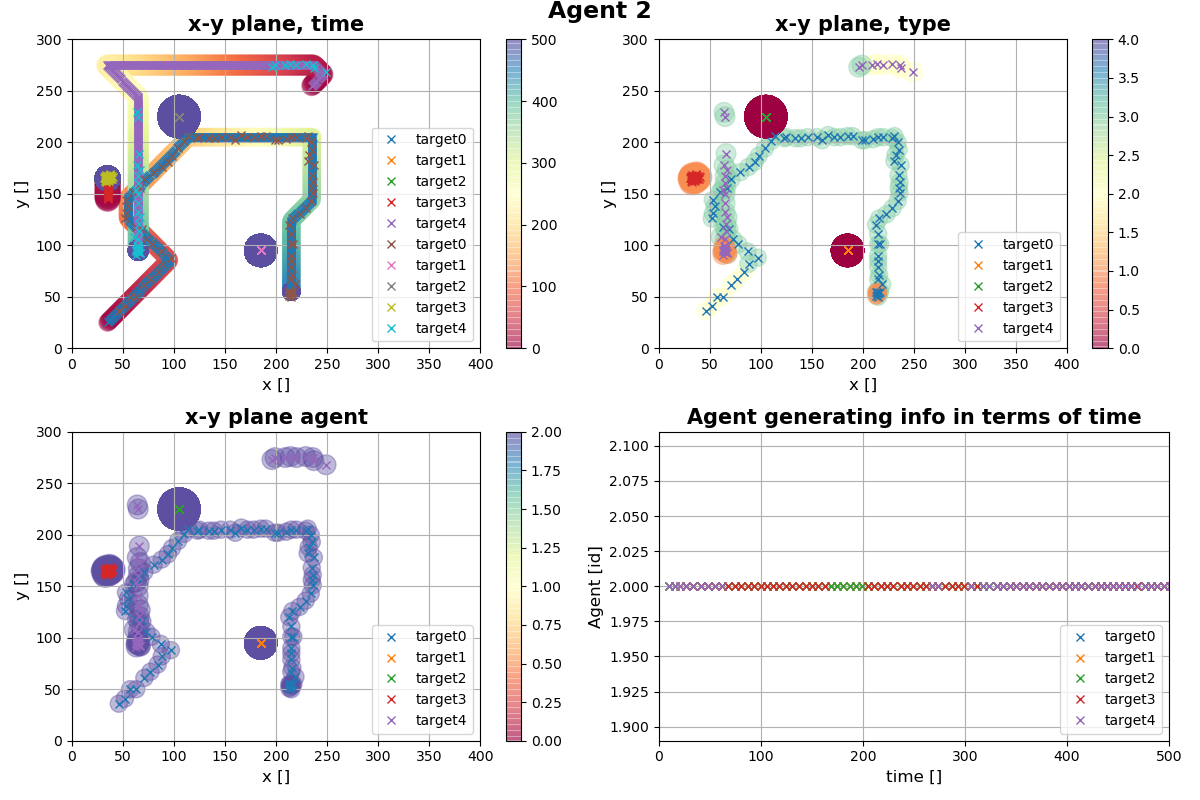 Agent 2
x-y plane, time
300
250
200
150
100
50
0
y []
0 50 100 150 200 250 300 350 400
x []
target0
target1
target2
target3
target4
target0
target1
target2
target3
target4
500
400
300
200
100
0
x-y plane, type
300
250
200
150
100
50
0
y []
0 50 100 150 200 250 300 350 400
x []
target0
target1
target2
target3
target4
4.0
3.5
3.0
2.5
2.0
1.5
1.0
0.5
0.0
x-y plane agent
300
250
200
150
100
50
0
y []
0 50 100 150 200 250 300 350 400
x []
target0
target1
target2
target3
target4
2.00
1.75
1.50
1.25
1.00
0.75
0.50
0.25
0.00
Agent generating info in terms of time
2.100
2.075
2.050
2.025
2.000
1.975
1.950
1.925
1.900
Agent [id]
0 100 200 300 400 500
time []
target0
target1
target2
target3
target4